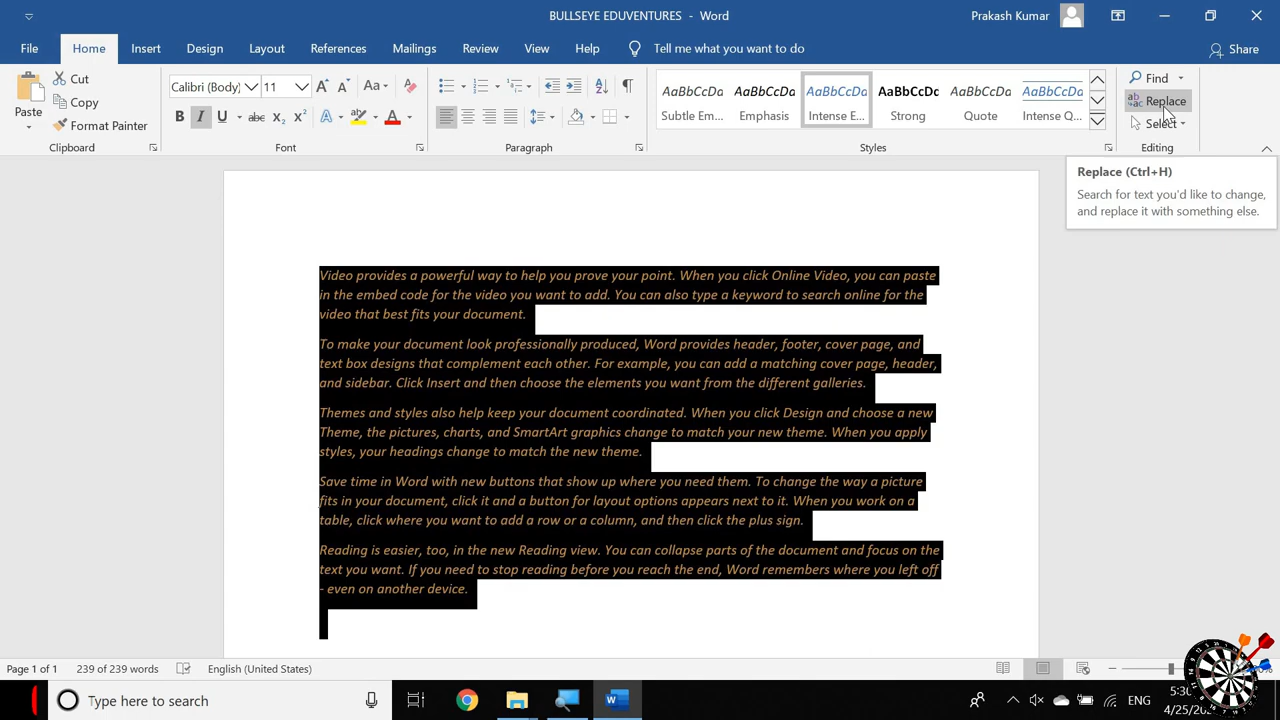 BULLSEYE EDUVENTURES - Word
Prakash Kumar
File Home Insert Design Layout References Mailings Review View Help Tell me what you want to do
Share
Paste
Cut
Copy
Format Painter
Clipboard
Calibri (Body) 11
Font
Paragraph
AaBbCcDc AaBbCcDc AaBbCcDc AaBbCcDc AaBbCcDc AaBbCcDc
Subtle Em... Emphasis Intense E... Strong Quote Intense Q...
Styles
Find
Replace
Select
Editing
Replace (Ctrl+H)
Search for text you'd like to change,
and replace it with something else.
Video provides a powerful way to help you prove your point. When you click Online Video, you can paste
in the embed code for the video you want to add. You can also type a keyword to search online for the
video that best fits your document.
To make your document look professionally produced, Word provides header, footer, cover page, and
text box designs that complement each other. For example, you can add a matching cover page, header,
and sidebar. Click Insert and then choose the elements you want from the different galleries.
Themes and styles also help keep your document coordinated. When you click Design and choose a new
Theme, the pictures, charts, and SmartArt graphics change to match your new theme. When you apply
styles, your headings change to match the new theme.
Save time in Word with new buttons that show up where you need them. To change the way a picture
fits in your document, click it and a button for layout options appears next to it. When you work on a
table, click where you want to add a row or a column, and then click the plus sign.
Reading is easier, too, in the new Reading view. You can collapse parts of the document and focus on the
text you want. If you need to stop reading before you reach the end, Word remembers where you left off
- even on another device.
Page 1 of 1 239 of 239 words English (United States)
Type here to search
ENG